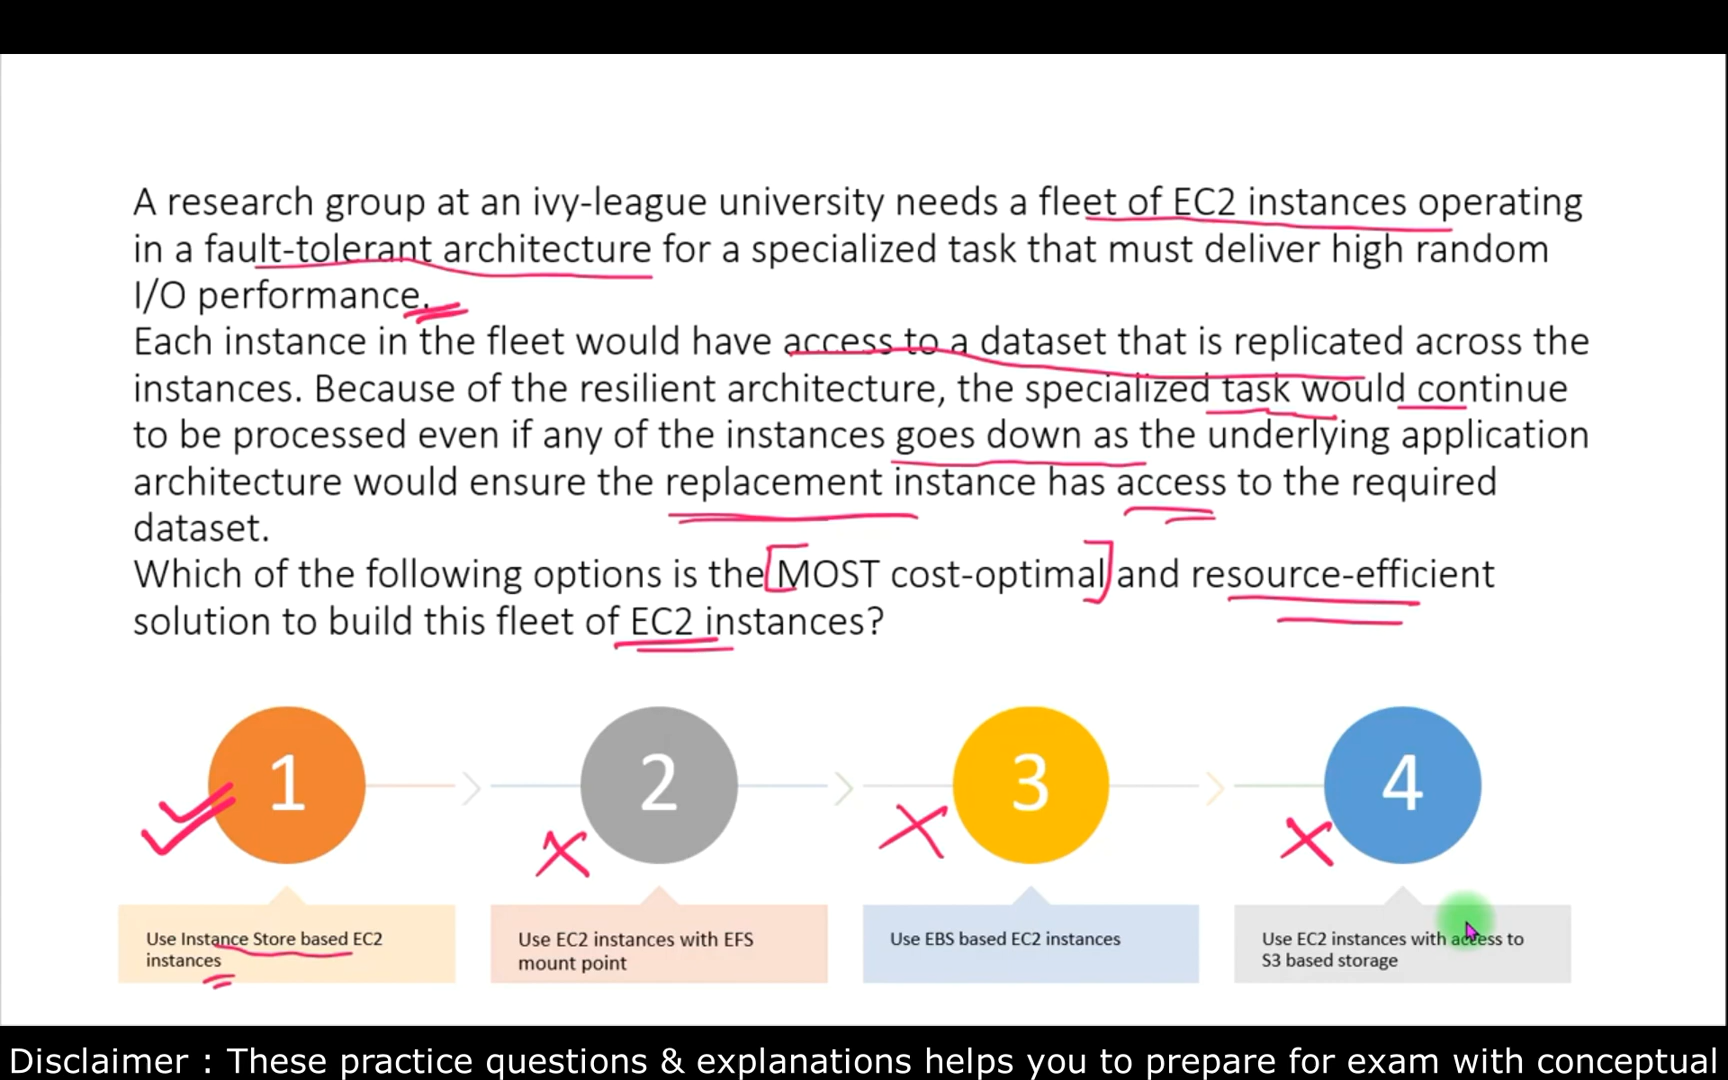 A research group at an ivy-league university needs a fleet of EC2 instances operating
in a fault-tolerant architecture for a specialized task that must deliver high random
I/O performance.
Each instance in the fleet would have access to a dataset that is replicated across the
instances. Because of the resilient architecture, the specialized task would continue
to be processed even if any of the instances goes down as the underlying application
architecture would ensure the replacement instance has access to the required
dataset.
Which of the following options is the MOST cost-optimal and resource-efficient
solution to build this fleet of EC2 instances?
1
2
3
4
Use Instance Store based EC2
instances
Use EC2 instances with EFS
mount point
Use EBS based EC2 instances
Use EC2 instances with access to
S3 based storage
Disclaimer : These practice questions & explanations helps you to prepare for exam with conceptual